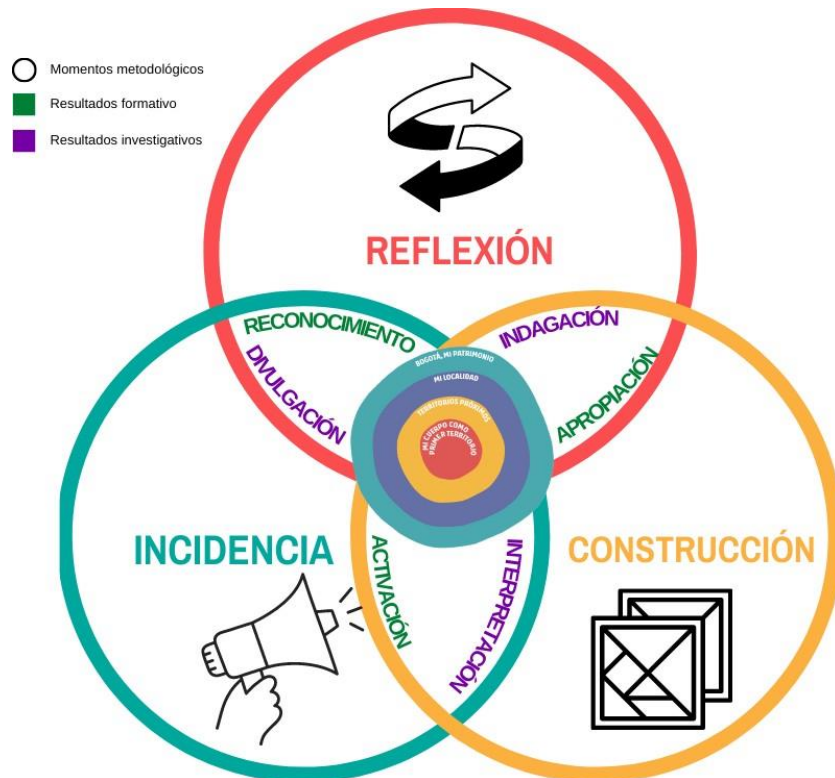 Momentos metodológicos
Resultados formativo
Resultados investigativos
REFLEXIÓN
RECONOCIMIENTO
DIVULGACIÓN
INDAGACIÓN
APROPIACIÓN
BOGOTÁ, MI PATRIMONIO
MI LOCALIDAD
TERRITORIOS PRÓXIMOS
MI CUERPO COMO
PRIMER TERRITORIO
INCIDENCIA
CONSTRUCCIÓN
ACTIVACIÓN
INTERPRETACIÓN